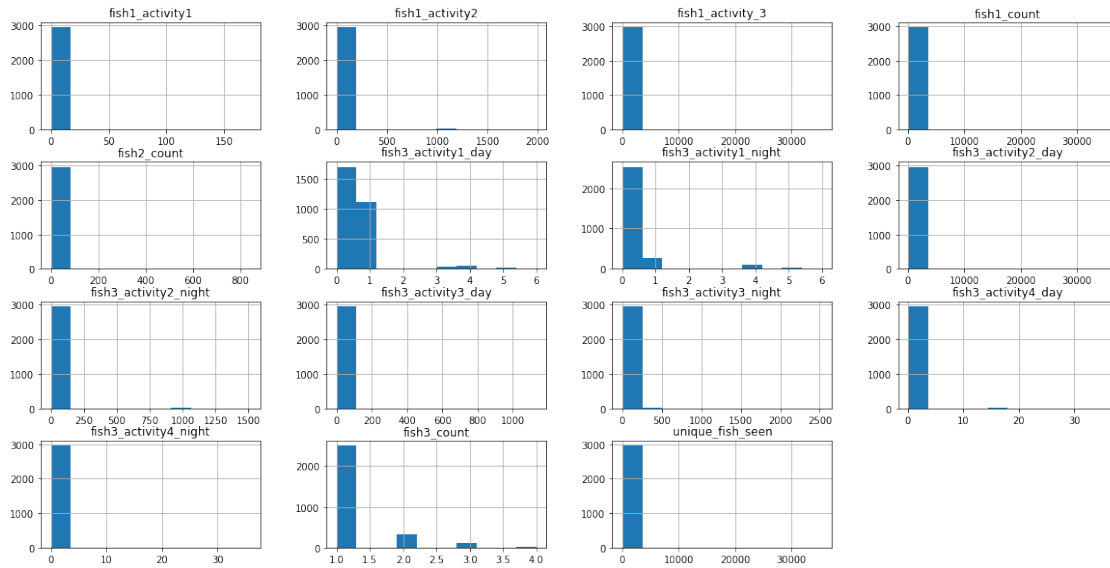 fish1_activity1 fish1_activity2 fish1_activity_3 fish1_count
3000 3000 3000 3000
2000 2000 2000 2000
1000 1000 1000 1000
0 0 0 0
0 50 100 150 0 500 1000 1500 2000 0 10000 20000 30000 0 10000 20000 30000
fish2_count fish3_activity1_day fish3_activity1_night fish3_activity2_day
3000 1500 2000 3000
2000 1000 1000 2000
1000 500 0 1000
0 0 0
0 200 400 600 800 0 1 2 3 4 5 6 0 1 2 3 4 5 6 0 10000 20000 30000
fish3_activity2_night fish3_activity3_day fish3_activity3_night fish3_activity4_day
3000 3000 3000 3000
2000 2000 2000 2000
1000 1000 1000 1000
0 0 0 0
0 250 500 750 1000 1250 1500 0 200 400 600 800 1000 0 500 1000 1500 2000 2500 0 10 20 30
fish3_activity4_night fish3_count unique_fish_seen
3000 2000 3000
2000 1000 2000
1000 0 1000
0 0
0 10 20 30 1.0 1.5 2.0 2.5 3.0 3.5 4.0 0 10000 20000 30000